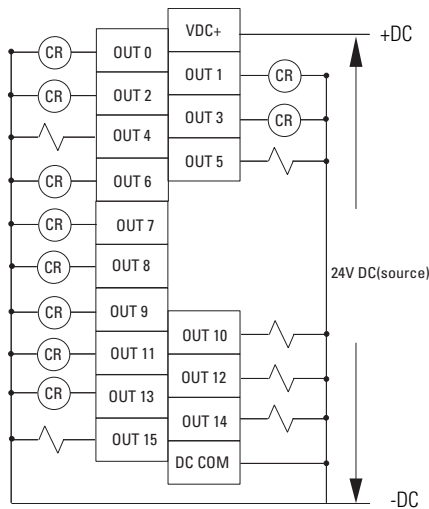 VDC+
+DC
CR
OUT 0
OUT 1
CR
CR
OUT 2
OUT 3
CR
OUT 4
OUT 5
CR
OUT 6
CR
OUT 7
CR
OUT 8
24V DC(source)
CR
OUT 9
OUT 10
CR
OUT 11
OUT 12
CR
OUT 13
OUT 14
OUT 15
DC COM
-DC